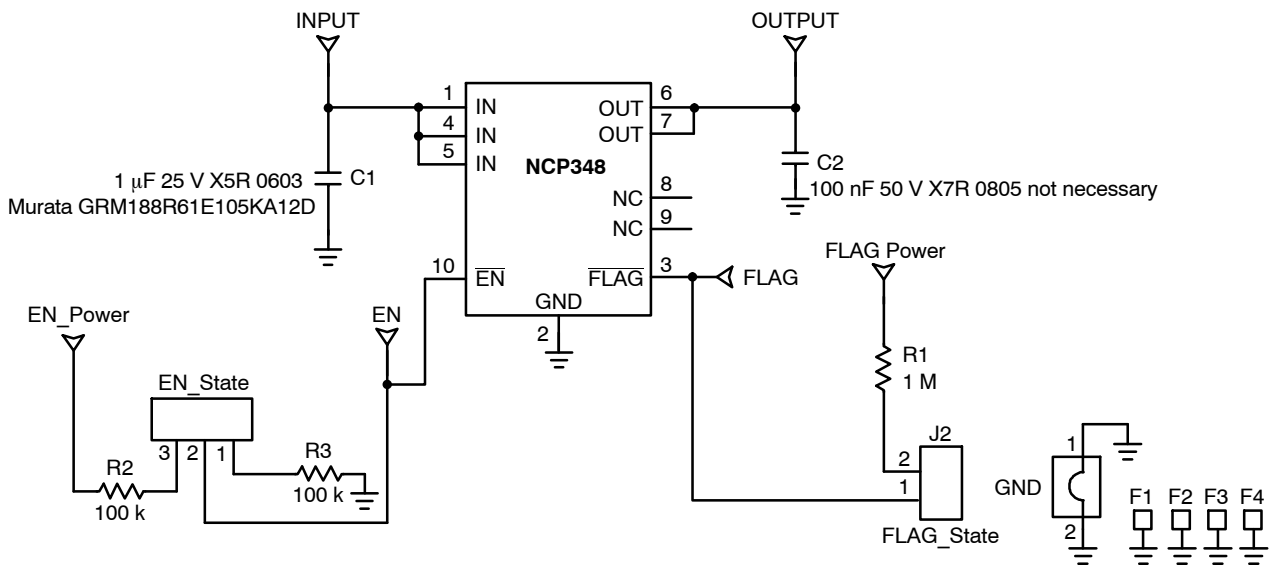 INPUT
OUTPUT
1 IN
4 IN
5 IN
OUT 6
OUT 7
NCP348
NC 8
NC 9
1 μF 25 V X5R 0603
Murata GRM188R61E105KA12D
C1
C2
100 nF 50 V X7R 0805 not necessary
10 EN
FLAG 3
FLAG
GND
2
FLAG Power
R1
1 M
EN_Power
EN
EN_State
3 2 1
R2
100 k
R3
100 k
J2
2
1
FLAG_State
GND
1
2
F1 F2 F3 F4